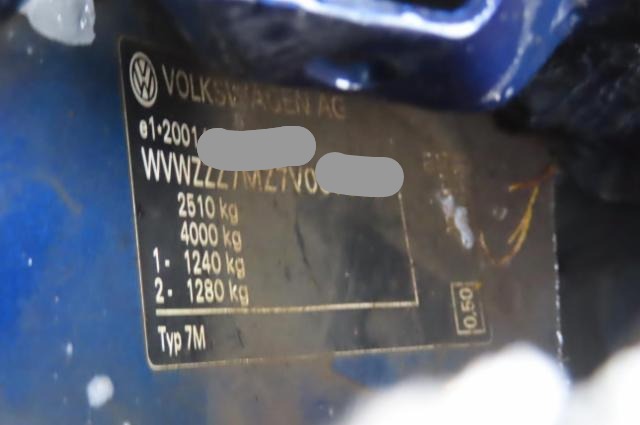 VOLKSWAGEN AG
e1*2001
WVWZZZ7MZ7V0
2510 kg
4000 kg
1- 1240 kg
2- 1280 kg
Typ 7M
0,50